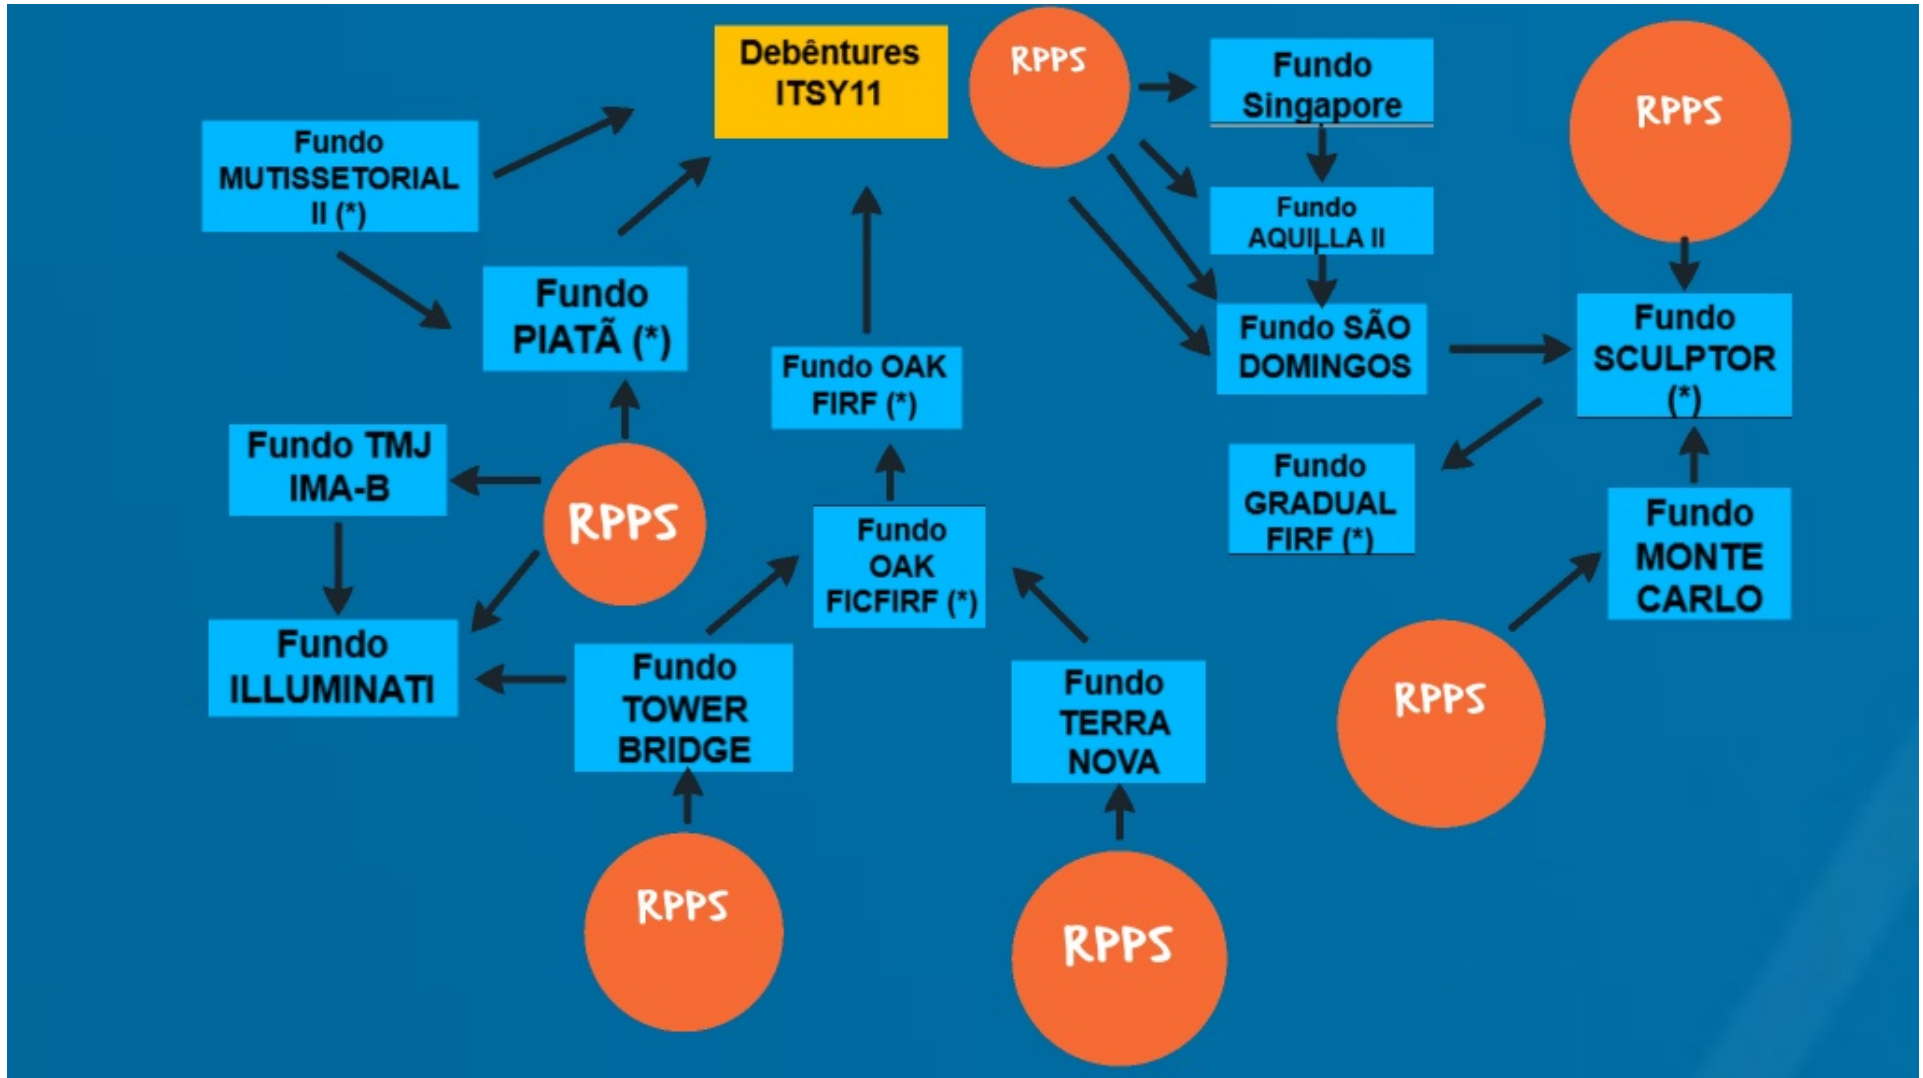 Debêntures
ITSY11
RPPS
Fundo
Singapore
RPPS
Fundo
MUTISSETORIAL
II (*)
Fundo
AQUILLA II
Fundo
PIATÃ (*)
Fundo SÃO
DOMINGOS
Fundo
SCULPTOR
(*)
Fundo OAK
FIRF (*)
Fundo TMJ
IMA-B
RPPS
Fundo
GRADUAL
FIRF (*)
Fundo
OAK
FICFIRF (*)
Fundo
MONTE
CARLO
Fundo
ILLUMINATI
Fundo
TOWER
BRIDGE
Fundo
TERRA
NOVA
RPPS
RPPS
RPPS